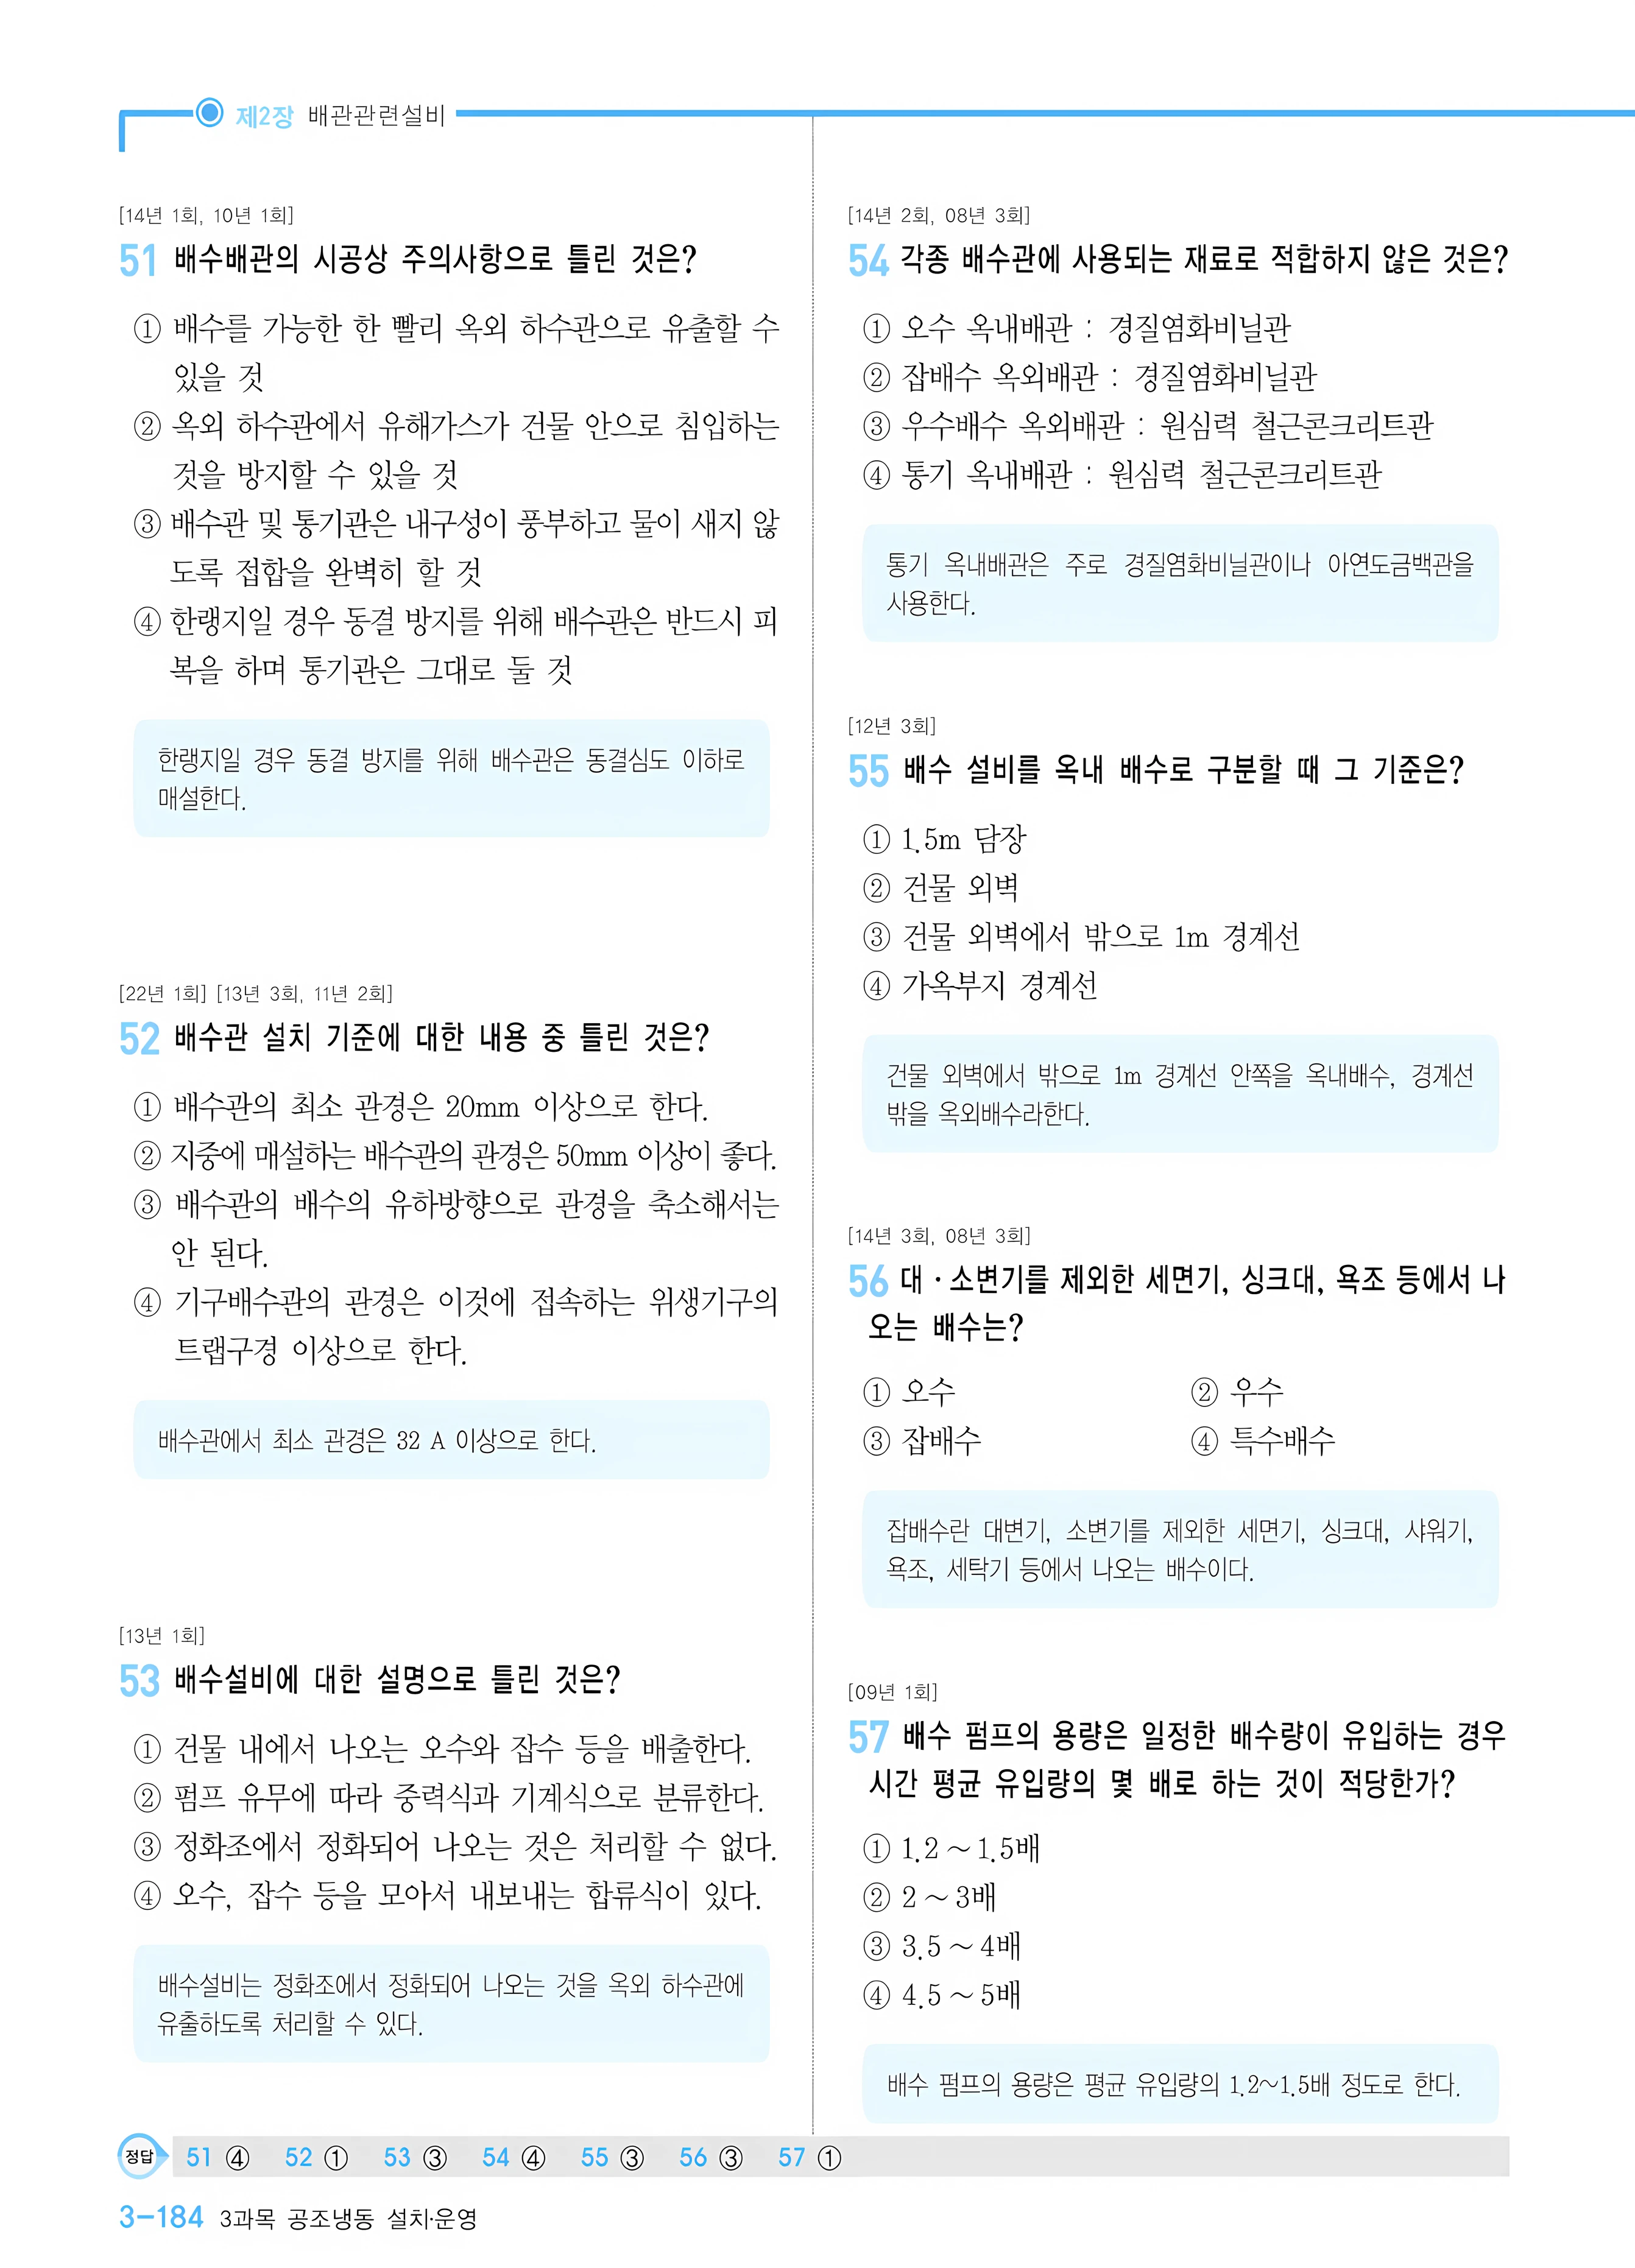 제2장 배관관련설비
[14년 1회, 10년 1회]
51 배수배관의 시공상 주의사항으로 틀린 것은?
① 배수를 가능한 한 빨리 옥외 하수관으로 유출할 수
있을 것
② 옥외 하수관에서 유해가스가 건물 안으로 침입하는
것을 방지할 수 있을 것
③ 배수관 및 통기관은 내구성이 풍부하고 물이 새지 않
도록 접합을 완벽히 할 것
④ 한랭지일 경우 동결 방지를 위해 배수관은 반드시 피
복을 하며 통기관은 그대로 둘 것
한랭지일 경우 동결 방지를 위해 배수관은 동결심도 이하로
매설한다.
[22년 1회] [13년 3회, 11년 2회]
52 배수관 설치 기준에 대한 내용 중 틀린 것은?
① 배수관의 최소 관경은 20mm 이상으로 한다.
② 지중에 매설하는 배수관의 관경은 50mm 이상이 좋다.
③ 배수관의 배수의 유하방향으로 관경을 축소해서는
안 된다.
④ 기구배수관의 관경은 이것에 접속하는 위생기구의
트랩구경 이상으로 한다.
배수관에서 최소 관경은 32 A 이상으로 한다.
[13년 1회]
53 배수설비에 대한 설명으로 틀린 것은?
① 건물 내에서 나오는 오수와 잡수 등을 배출한다.
② 펌프 유무에 따라 중력식과 기계식으로 분류한다.
③ 정화조에서 정화되어 나오는 것은 처리할 수 없다.
④ 오수, 잡수 등을 모아서 내보내는 합류식이 있다.
배수설비는 정화조에서 정화되어 나오는 것을 옥외 하수관에
유출하도록 처리할 수 있다.
[14년 2회, 08년 3회]
54 각종 배수관에 사용되는 재료로 적합하지 않은 것은?
① 오수 옥내배관 : 경질염화비닐관
② 잡배수 옥외배관 : 경질염화비닐관
③ 우수배수 옥외배관 : 원심력 철근콘크리트관
④ 통기 옥내배관 : 원심력 철근콘크리트관
통기 옥내배관은 주로 경질염화비닐관이나 아연도금백관을
사용한다.
[12년 3회]
55 배수 설비를 옥내 배수로 구분할 때 그 기준은?
① 1.5m 담장
② 건물 외벽
③ 건물 외벽에서 밖으로 1m 경계선
④ 가옥부지 경계선
건물 외벽에서 밖으로 1m 경계선 안쪽을 옥내배수, 경계선
밖을 옥외배수라한다.
[14년 3회, 08년 3회]
56 대·소변기를 제외한 세면기, 싱크대, 욕조 등에서 나
오는 배수는?
① 오수 ② 우수
③ 잡배수 ④ 특수배수
잡배수란 대변기, 소변기를 제외한 세면기, 싱크대, 샤워기,
욕조, 세탁기 등에서 나오는 배수이다.
[09년 1회]
57 배수 펌프의 용량은 일정한 배수량이 유입하는 경우
시간 평균 유입량의 몇 배로 하는 것이 적당한가?
① 1.2 ~ 1.5배
② 2 ~ 3배
③ 3.5 ~ 4배
④ 4.5 ~ 5배
배수 펌프의 용량은 평균 유입량의 1.2~1.5배 정도로 한다.
정답 51 ④ 52 ① 53 ③ 54 ④ 55 ③ 56 ③ 57 ①
3-184 3과목 공조냉동 설치·운영